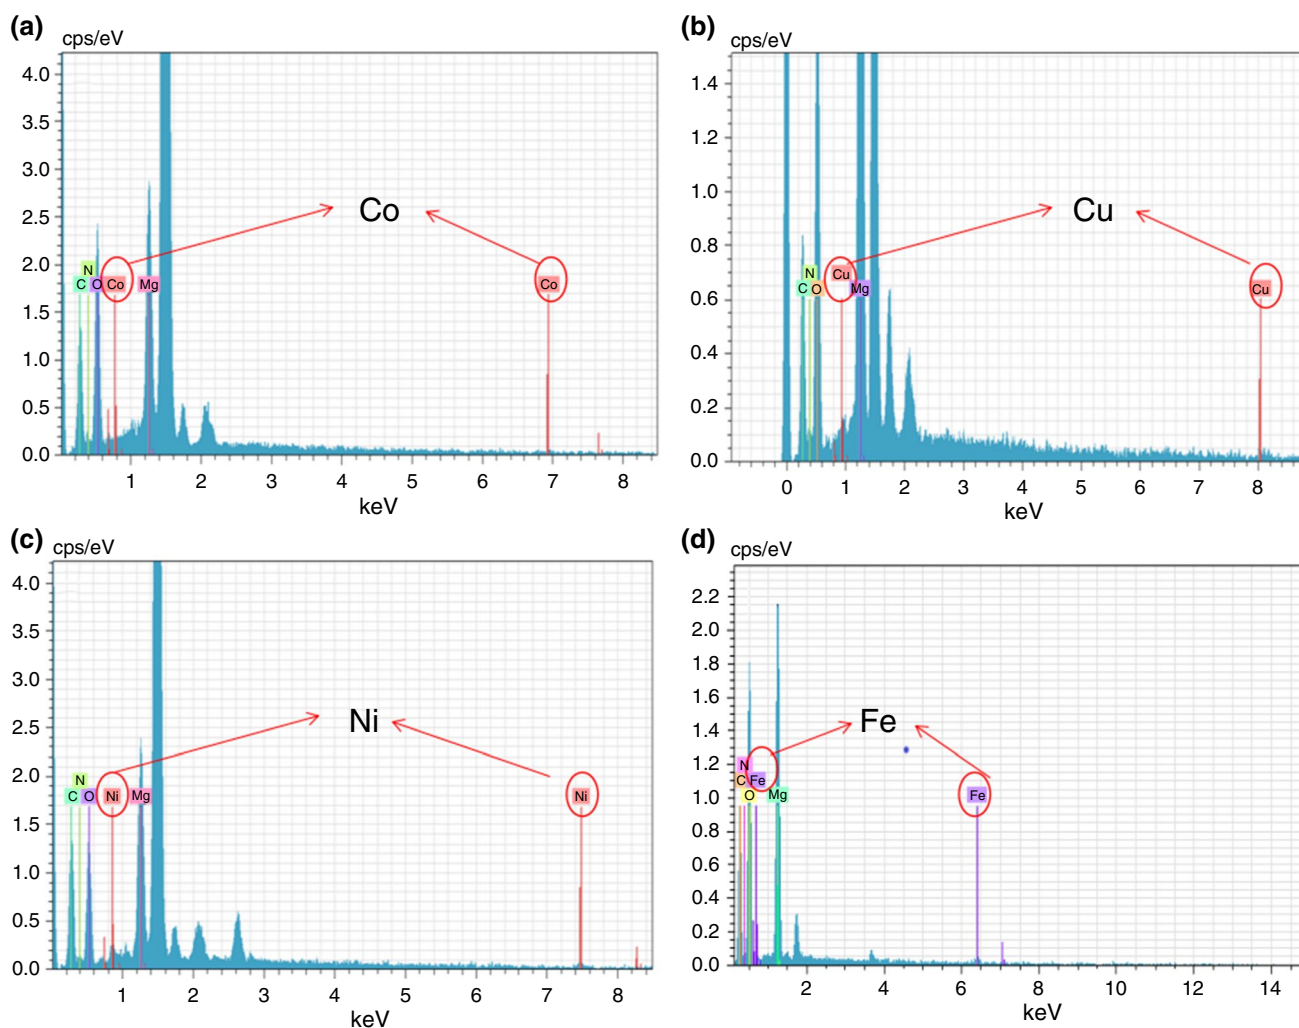 (a)
cps/eV
4.0
3.5
3.0
2.5
2.0
1.5
1.0
0.5
0.0
N
C O Co Mg
Co
Co
1 2 3 4 5 6 7 8
keV
(b)
cps/eV
1.4
1.2
1.0
0.8
0.6
0.4
0.2
0.0
N Cu
C O Mg
Cu
Cu
0 1 2 3 4 5 6 7 8
keV
(c)
cps/eV
4.0
3.5
3.0
2.5
2.0
1.5
1.0
0.5
0.0
N
C O Ni Mg
Ni
Ni
1 2 3 4 5 6 7 8
keV
(d)
cps/eV
2.2
2.0
1.8
1.6
1.4
1.2
1.0
0.8
0.6
0.4
0.2
0.0
N
C Fe
O Mg
Fe
Fe
2 4 6 8 10 12 14
keV